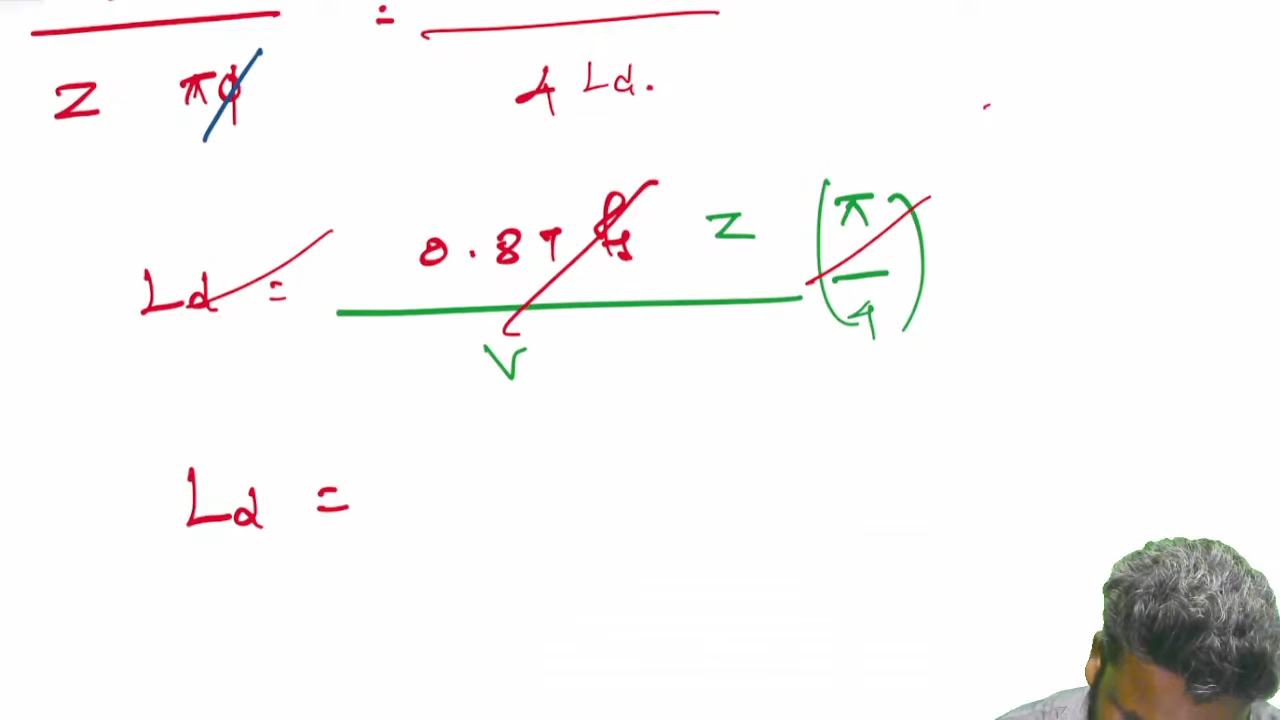 =
Z πϕ 4 Ld.
Ld = 0.87 fy Z (π/4)
V
Ld =